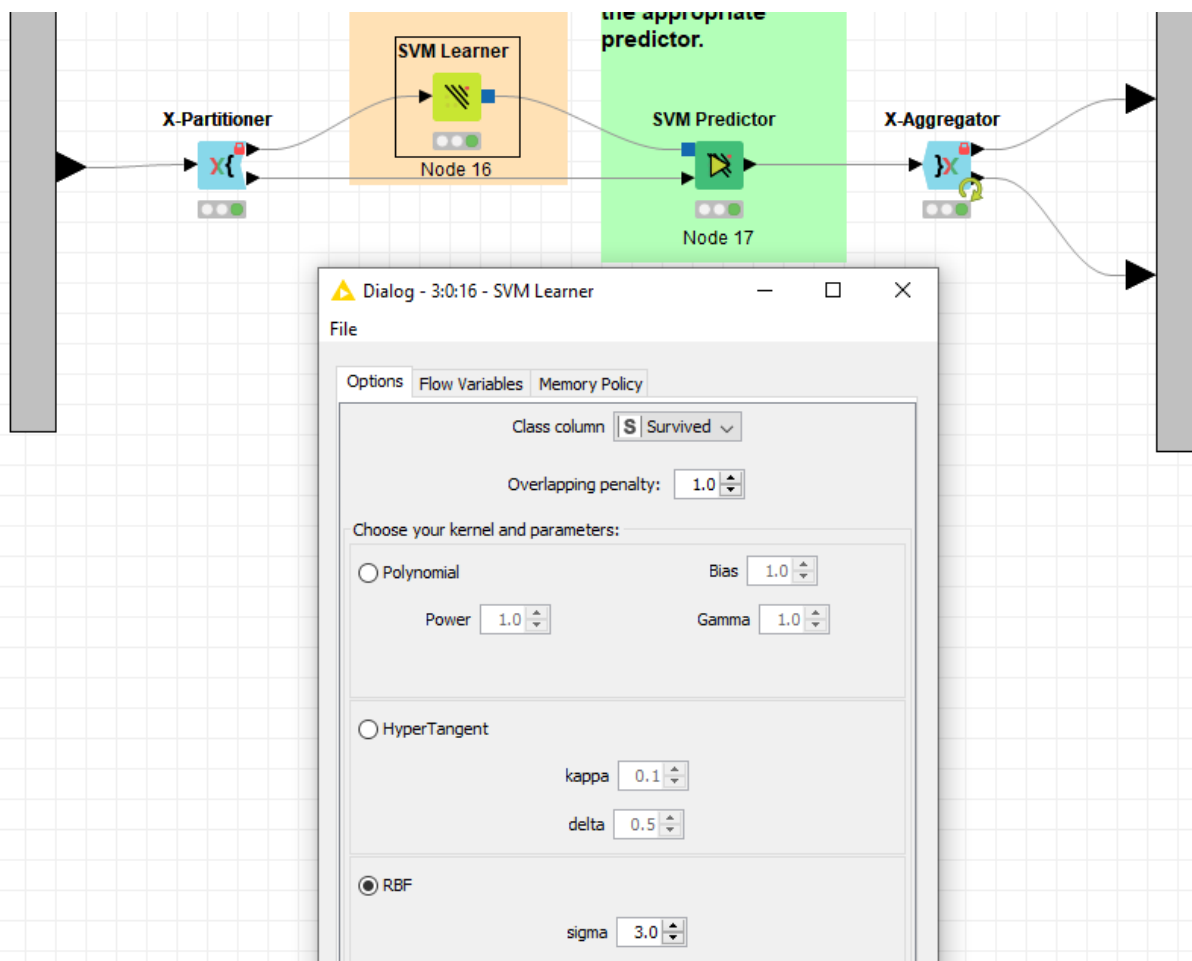 the appropriate
predictor.
SVM Learner
X-Partitioner
SVM Predictor
X-Aggregator
X{
}X
Node 16
Node 17
Dialog - 3:0:16 - SVM Learner
File
Options Flow Variables Memory Policy
Class column S Survived
Overlapping penalty: 1.0
Choose your kernel and parameters:
Polynomial Bias 1.0
Power 1.0 Gamma 1.0
HyperTangent
kappa 0.1
delta 0.5
RBF
sigma 3.0